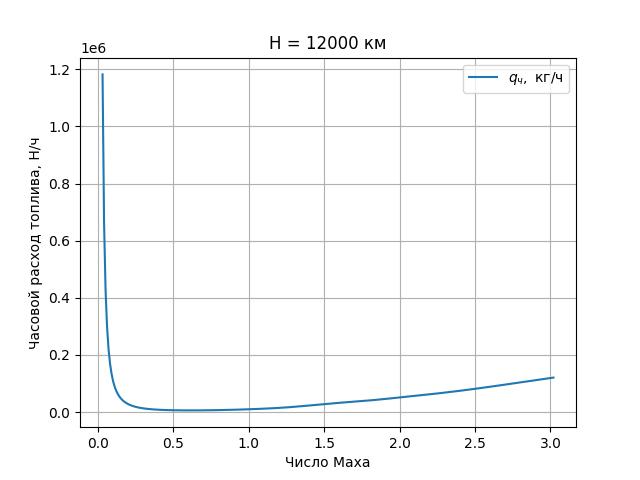 H = 12000 км
1e6
1.2
1.0
0.8
0.6
0.4
0.2
0.0
Часовой расход топлива, Н/ч
qч, кг/ч
0.0 0.5 1.0 1.5 2.0 2.5 3.0
Число Маха